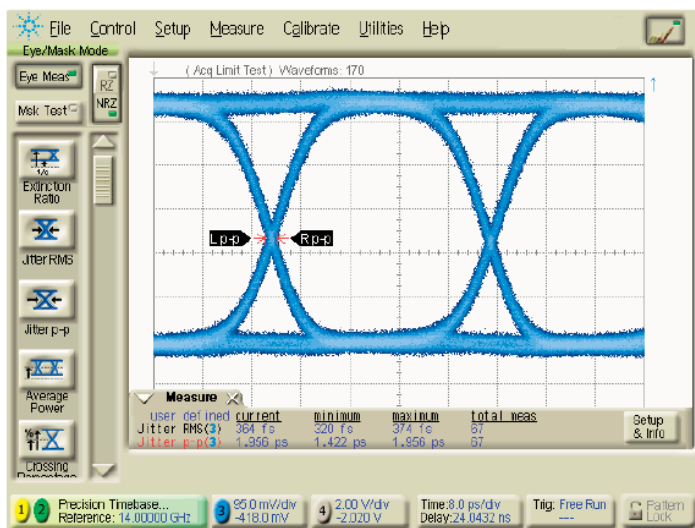 File Control Setup Measure Calibrate Utilities Help
Eye/Mask Mode
( Acq Limit Test ) Waveforms: 170
Eye Meas
RZ
NRZ
Msk Test
Extinction
Ratio
Jitter RMS
Jitter p-p
Average
Power
Crossing
L p-p
R p-p
Measure
user defined current minimum maximum total meas
Jitter RMS(3) 364 fs 320 fs 374 fs 67
Jitter p-p(3) 1.956 ps 1.422 ps 1.956 ps 67
Setup
& Info
1 2 Precision Timebase...
Reference: 14.00000 GHz
3 95.0 mV/div
-418.0 mV
4 2.00 V/div
-2.020 V
Time:8.0 ps/div
Delay:24.0432 ns
Trig: Free Run
---
Pattern
Lock